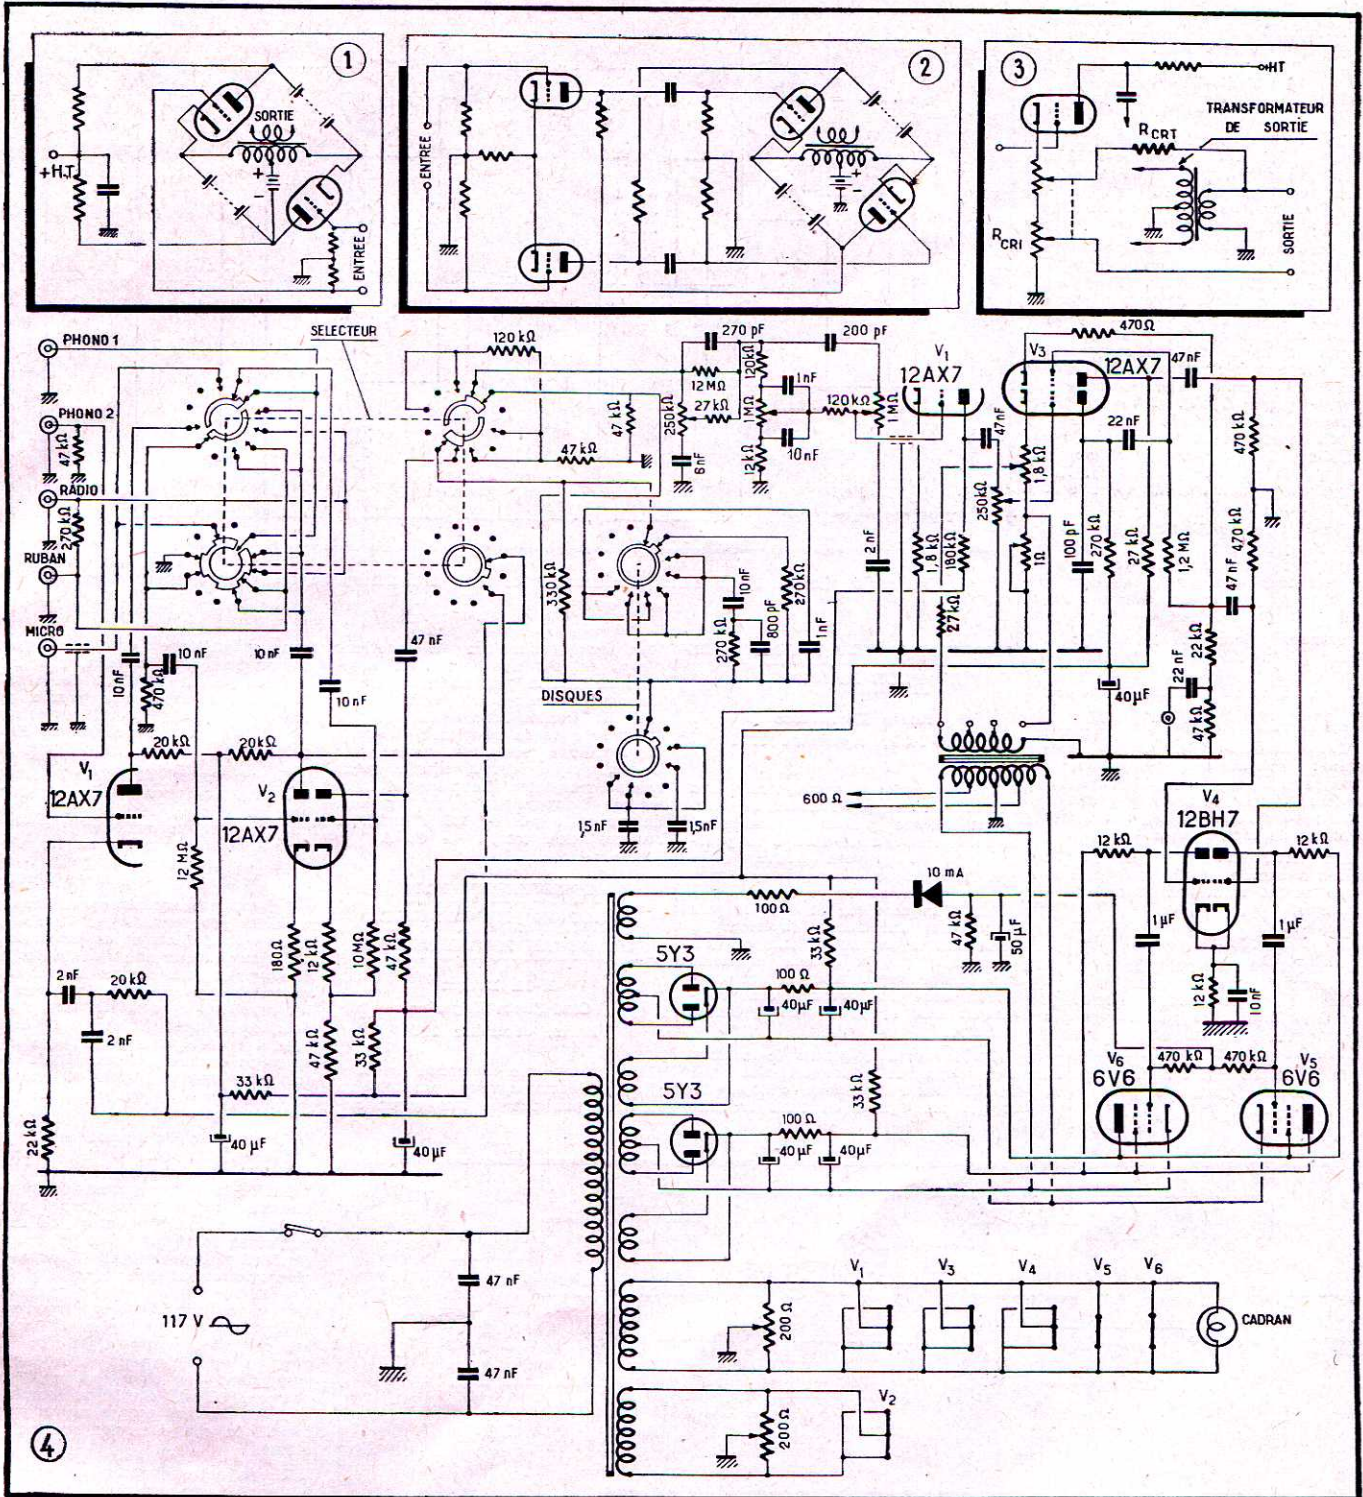 1
+H.T.
SORTIE
+
-
ENTREE
2
ENTREE
+
-
3
HT
TRANSFORMATEUR
DE SORTIE
R CRT
R CRI
SORTIE
PHONO 1
SELECTEUR
120 kΩ
270 pF
200 pF
470 Ω
PHONO 2
47 kΩ
12 MΩ
27 kΩ
250 kΩ
6 nF
120 kΩ
1 nF
1 MΩ
10 nF
12 kΩ
120 kΩ
1 MΩ
V1
12AX7
V3
12AX7
47 nF
47 nF
22 nF
470 kΩ
47 kΩ
47 kΩ
1,8 kΩ
250 kΩ
RADIO
270 kΩ
RUBAN
MICRO
330 kΩ
10 nF
270 kΩ
800 pF
270 kΩ
1 nF
2 nF
1,8 kΩ
180 kΩ
27 kΩ
1 Ω
100 pF
270 kΩ
27 kΩ
1,2 MΩ
470 kΩ
47 nF
22 kΩ
22 nF
47 kΩ
40 µF
10 nF
10 nF
470 kΩ
10 nF
10 nF
47 nF
DISQUES
20 kΩ
20 kΩ
V1
12AX7
V2
12AX7
12 MΩ
1,5 nF
1,5 nF
600 Ω
V4
12BH7
12 kΩ
12 kΩ
1 µF
1 µF
10 mA
100 Ω
47 kΩ
50 µF
33 kΩ
180 Ω
12 kΩ
10 MΩ
47 kΩ
2 nF
20 kΩ
2 nF
47 kΩ
33 kΩ
33 kΩ
22 kΩ
40 µF
40 µF
5Y3
100 Ω
40 µF
40 µF
12 kΩ
10 nF
5Y3
100 Ω
40 µF
40 µF
33 kΩ
V6
6V6
470 kΩ
470 kΩ
V5
6V6
117 V
47 nF
47 nF
200 Ω
V1
V3
V4
V5
V6
CADRAN
200 Ω
V2
4